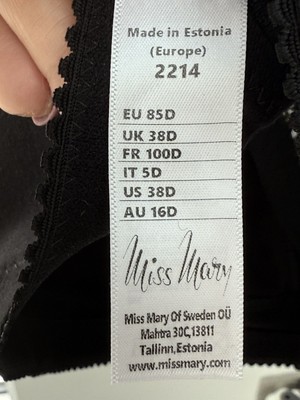 Made in Estonia
(Europe)
2214
EU 85D
UK 38D
FR 100D
IT 5D
US 38D
AU 16D
Miss Mary
Miss Mary Of Sweden OÜ
Mahtra 30C,13811
Tallinn,Estonia
www.missmary.com